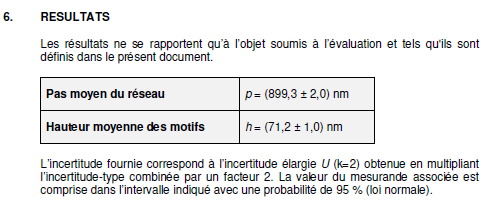 6. RESULTATS
Les résultats ne se rapportent qu'à l'objet soumis à l'évaluation et tels qu'ils sont
définis dans le présent document.
Pas moyen du réseau p = (899,3 ± 2,0) nm
Hauteur moyenne des motifs h = (71,2 ± 1,0) nm
L'incertitude fournie correspond à l'incertitude élargie U (k=2) obtenue en multipliant
l'incertitude-type combinée par un facteur 2. La valeur du mesurande associée est
comprise dans l'intervalle indiqué avec une probabilité de 95 % (loi normale).